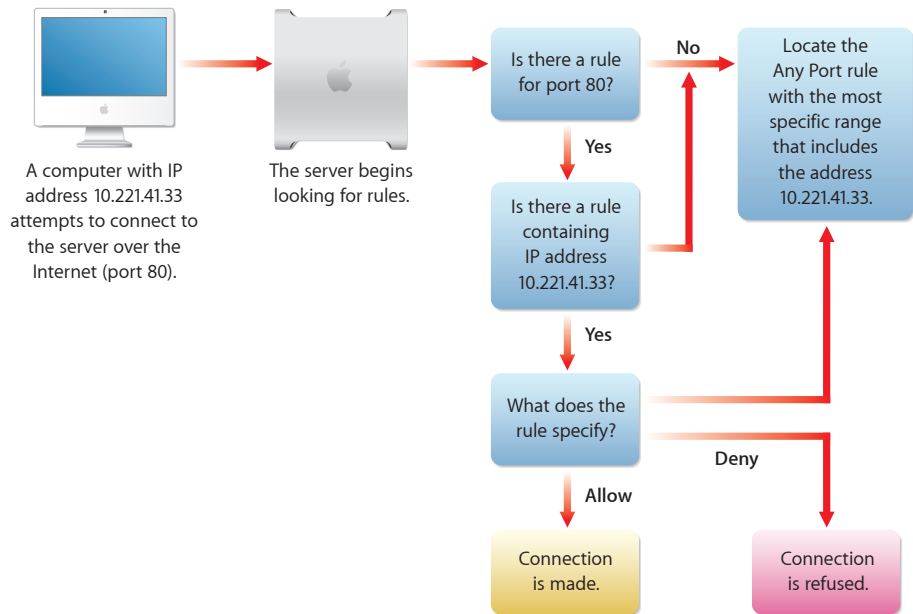 A computer with IP
address 10.221.41.33
attempts to connect to
the server over the
Internet (port 80).
The server begins
looking for rules.
Is there a rule
for port 80?
No
Locate the
Any Port rule
with the most
specific range
that includes
the address
10.221.41.33.
Yes
Is there a rule
containing
IP address
10.221.41.33?
Yes
What does the
rule specify?
Deny
Allow
Connection
is made.
Connection
is refused.